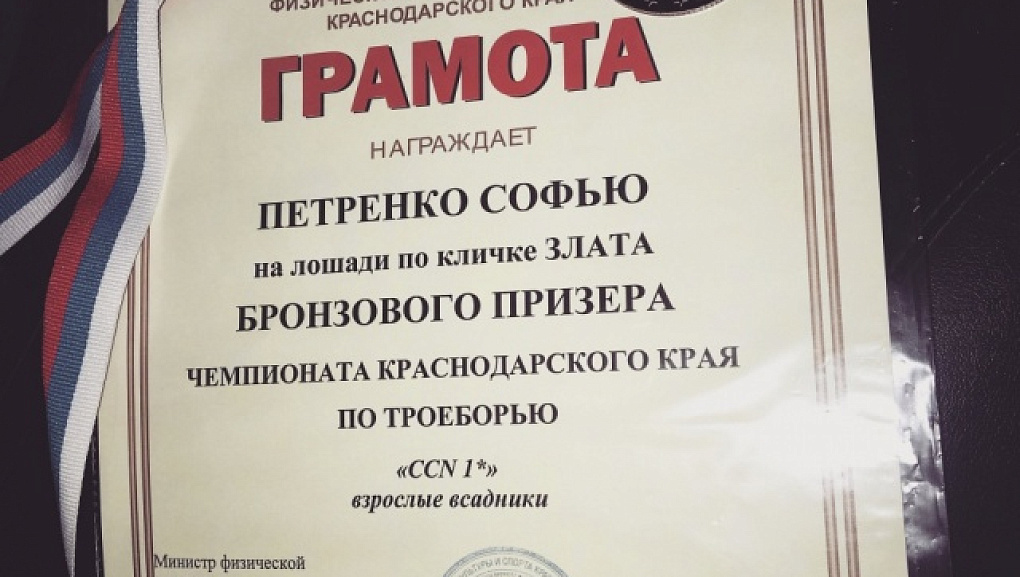 КРАСНОДАРСКОГО КРАЯ
ГРАМОТА
НАГРАЖДАЕТ
ПЕТРЕНКО СОФЬЮ
на лошади по кличке ЗЛАТА
БРОНЗОВОГО ПРИЗЕРА
ЧЕМПИОНАТА КРАСНОДАРСКОГО КРАЯ
ПО ТРОЕБОРЬЮ
«CCN 1*»
взрослые всадники
Министр физической